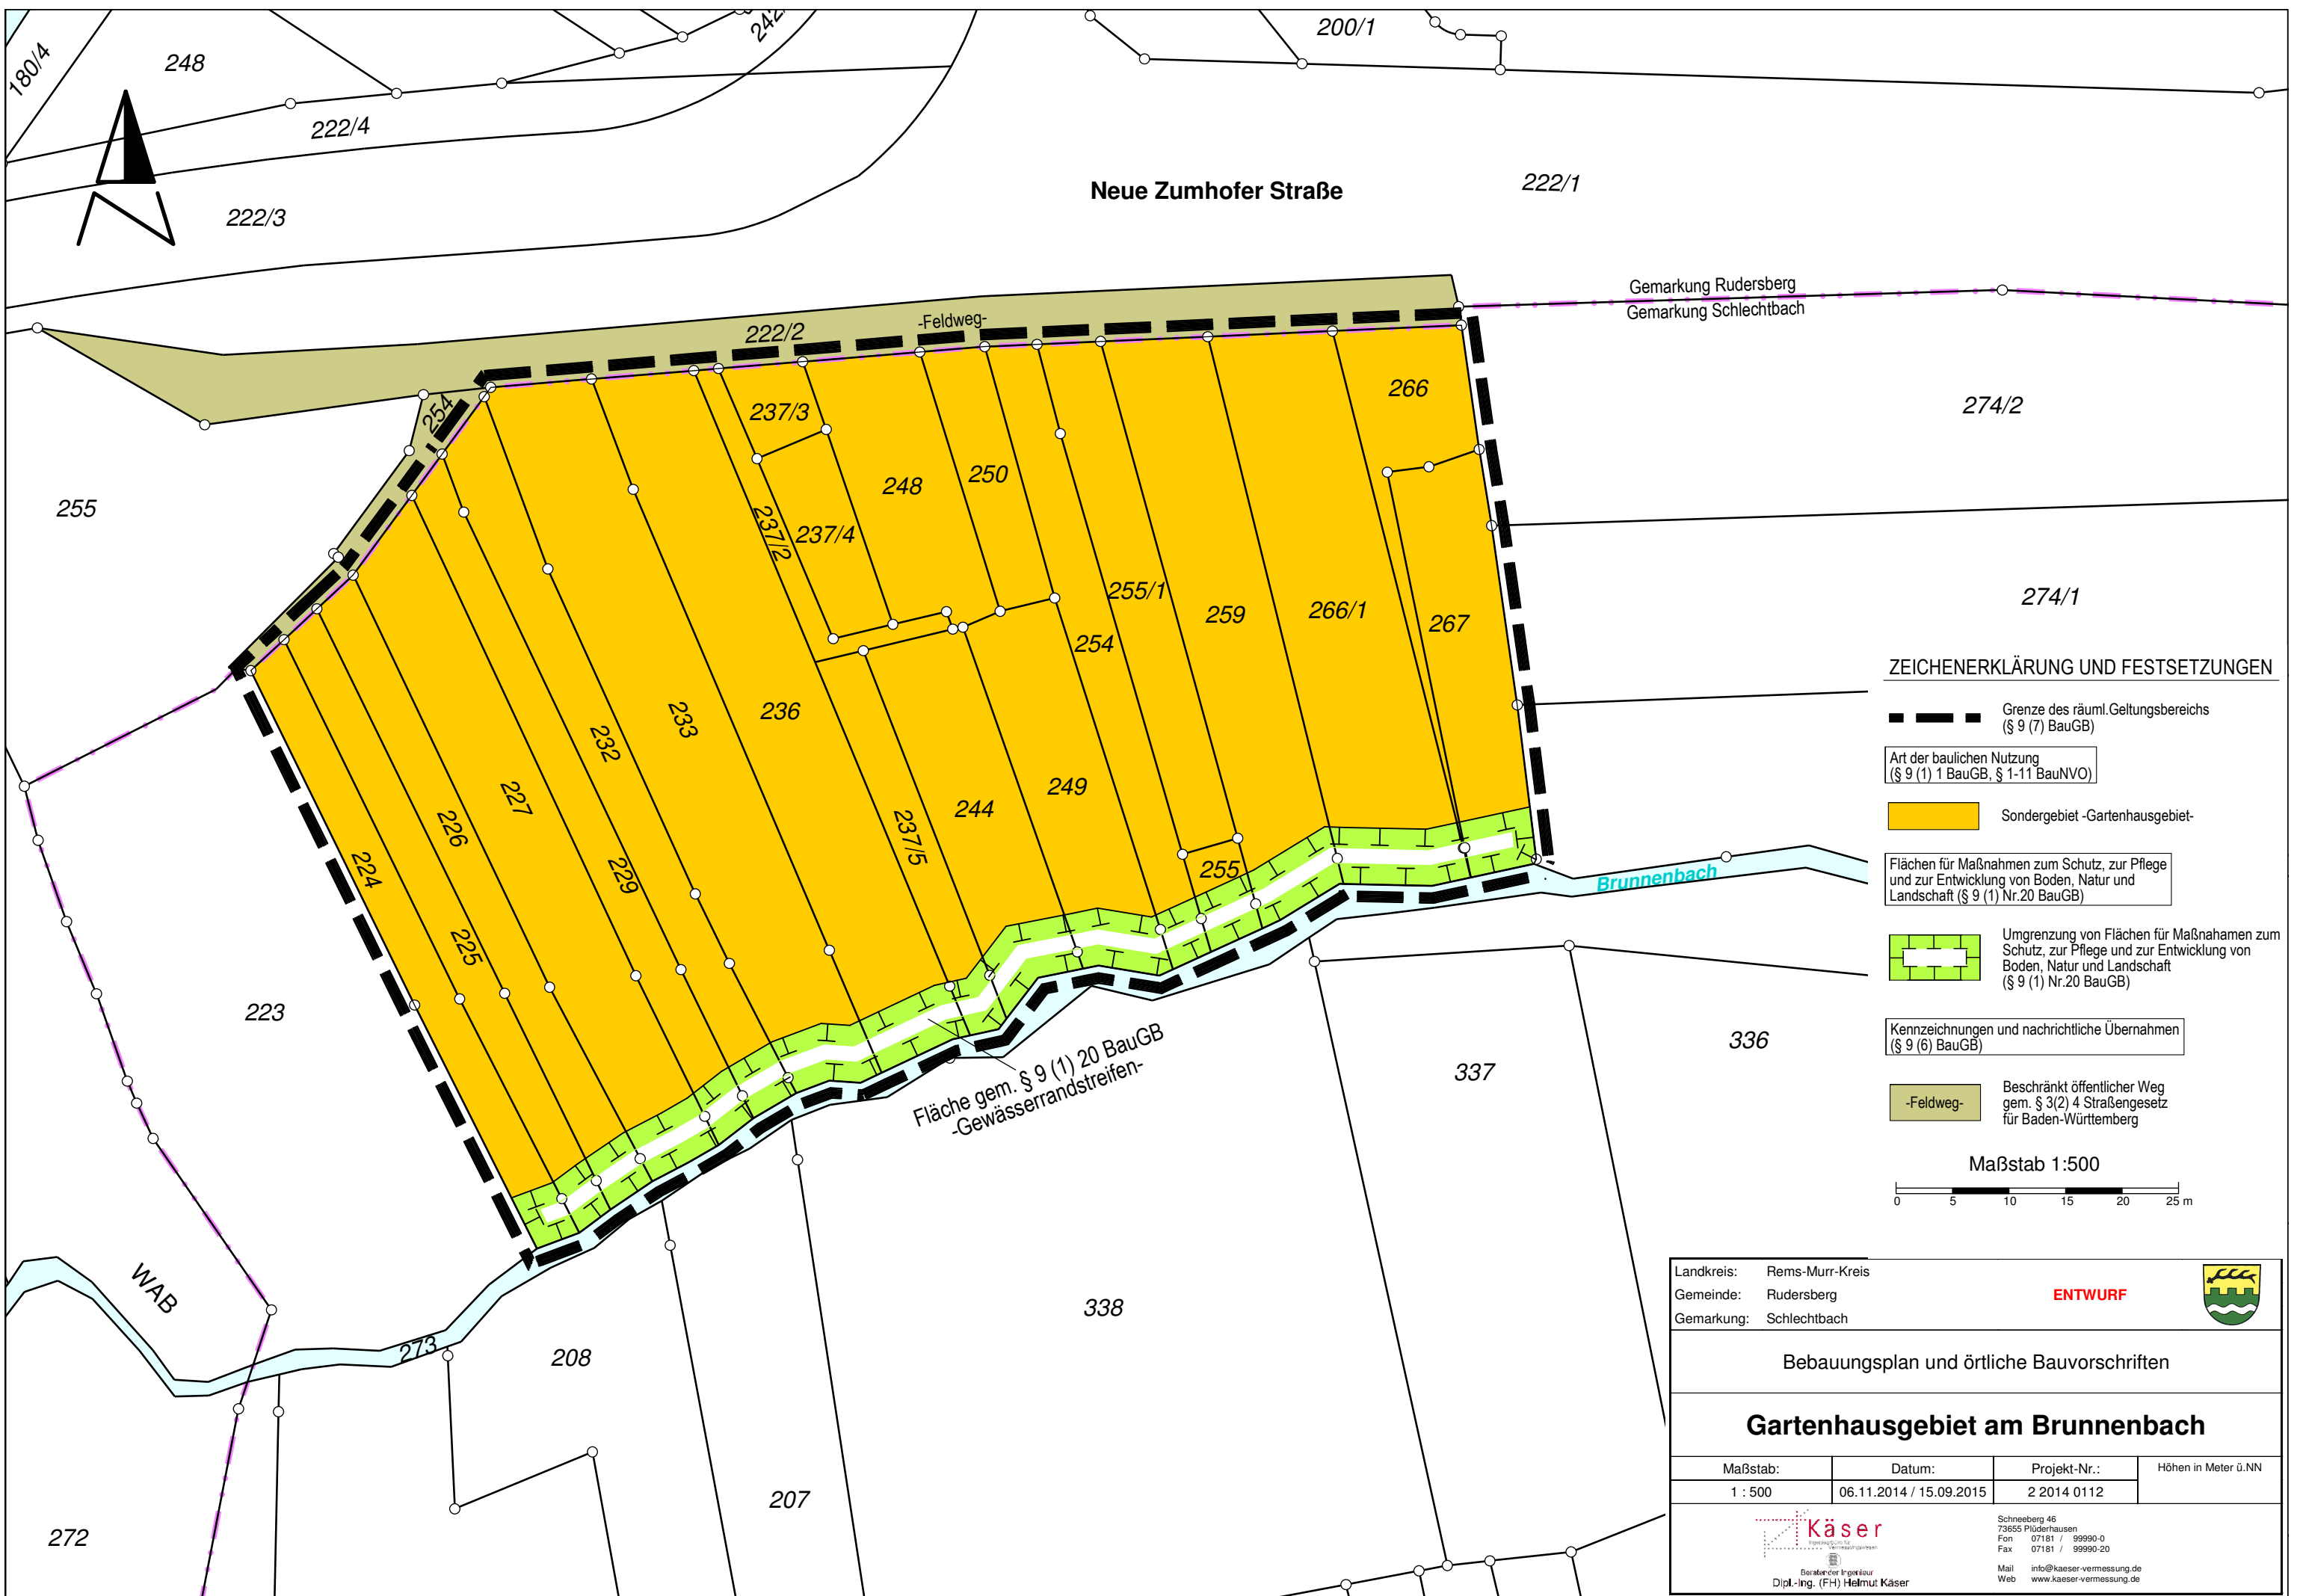 180/4
248
242
200/1
222/4
222/3
Neue Zumhofer Straße
222/1
Gemarkung Rudersberg
Gemarkung Schlechtbach
-Feldweg-
222/2
254
237/3
266
274/2
255
248
250
237/2
237/4
255/1
259
266/1
267
274/1
254
236
233
232
227
226
224
225
229
237/5
244
249
255
Brunnenbach
223
Fläche gem. § 9 (1) 20 BauGB
-Gewässerrandstreifen-
336
337
338
WAB
273
208
207
272
ZEICHENERKLÄRUNG UND FESTSETZUNGEN
Grenze des räuml.Geltungsbereichs
(§ 9 (7) BauGB)
Art der baulichen Nutzung
(§ 9 (1) 1 BauGB, § 1-11 BauNVO)
Sondergebiet -Gartenhausgebiet-
Flächen für Maßnahmen zum Schutz, zur Pflege
und zur Entwicklung von Boden, Natur und
Landschaft (§ 9 (1) Nr.20 BauGB)
Umgrenzung von Flächen für Maßnahamen zum
Schutz, zur Pflege und zur Entwicklung von
Boden, Natur und Landschaft
(§ 9 (1) Nr.20 BauGB)
Kennzeichnungen und nachrichtliche Übernahmen
(§ 9 (6) BauGB)
-Feldweg-
Beschränkt öffentlicher Weg
gem. § 3(2) 4 Straßengesetz
für Baden-Württemberg
Maßstab 1:500
0 5 10 15 20 25 m
Landkreis: Rems-Murr-Kreis
Gemeinde: Rudersberg
Gemarkung: Schlechtbach
ENTWURF
Bebauungsplan und örtliche Bauvorschriften
Gartenhausgebiet am Brunnenbach
Maßstab: Datum: Projekt-Nr.: Höhen in Meter ü.NN
1 : 500 06.11.2014 / 15.09.2015 2 2014 0112
Käser
Ingenieurbüro für
Vermessungswesen
Beratender Ingenieur
Dipl.-Ing. (FH) Helmut Käser
Schneeberg 46
73655 Plüderhausen
Fon 07181 / 99990-0
Fax 07181 / 99990-20
Mail info@kaeser-vermessung.de
Web www.kaeser-vermessung.de